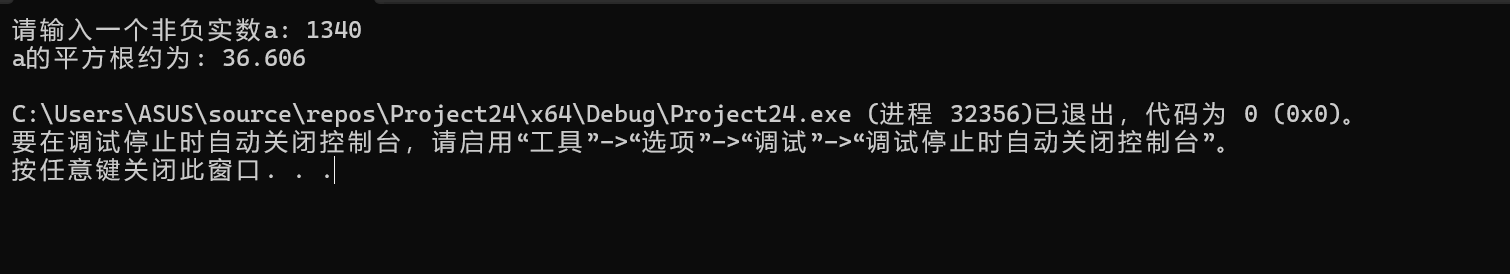 请输入一个非负实数a: 1340
a的平方根约为: 36.606
C:\Users\ASUS\source\repos\Project24\x64\Debug\Project24.exe (进程 32356)已退出，代码为 0 (0x0)。
要在调试停止时自动关闭控制台，请启用“工具”->“选项”->“调试”->“调试停止时自动关闭控制台”。
按任意键关闭此窗口. . .